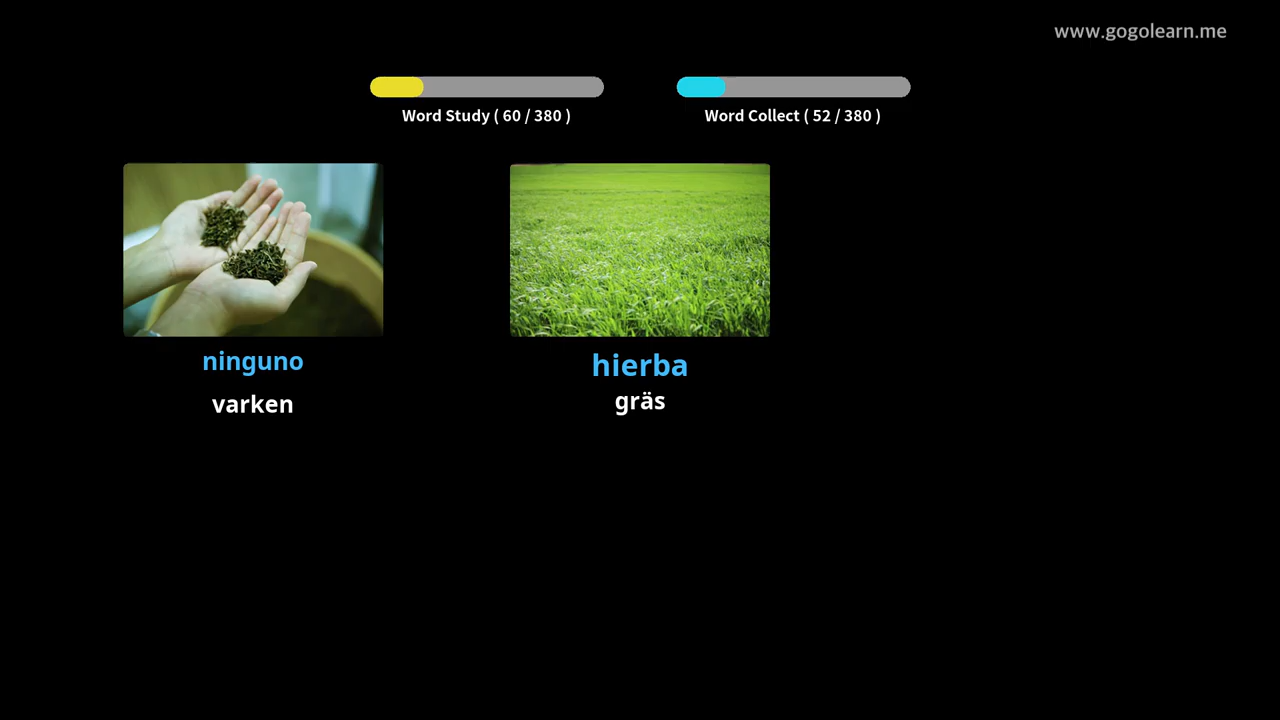 www.gogolearn.me
Word Study ( 60 / 380 )
Word Collect ( 52 / 380 )
ninguno
varken
hierba
gräs